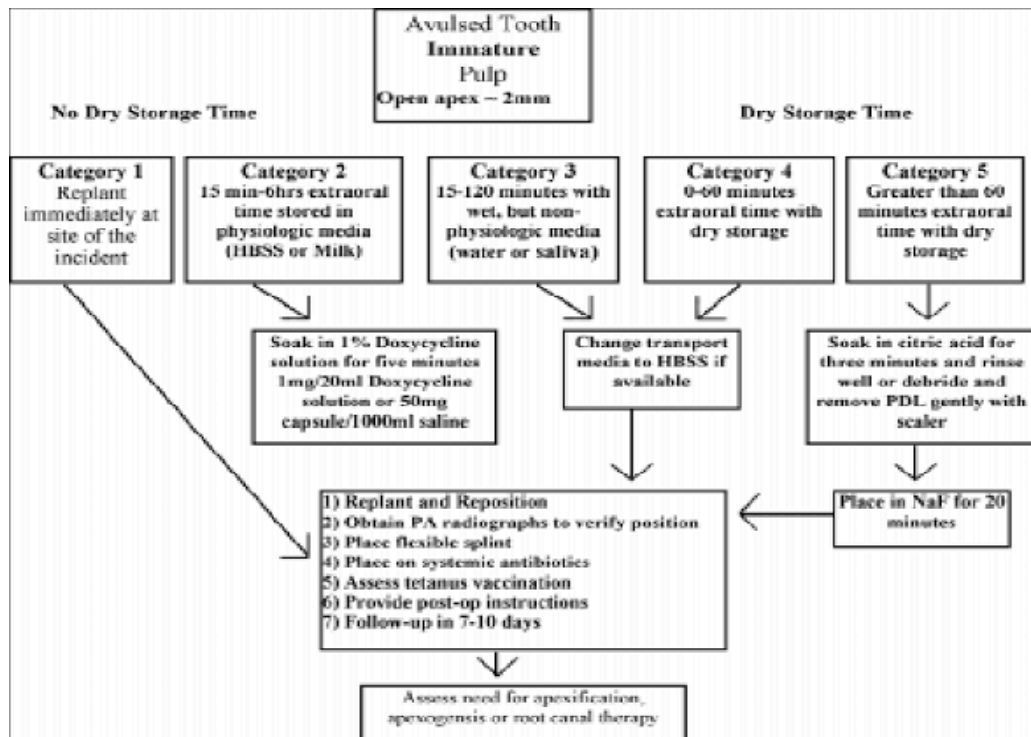 Avulsed Tooth
Immature
Pulp
Open apex ~ 2mm
No Dry Storage Time
Dry Storage Time
Category 1
Replant
immediately at
site of the
incident
Category 2
15 min-6hrs extraoral
time stored in
physiologic media
(HBSS or Milk)
Category 3
15-120 minutes with
wet, but non-
physiologic media
(water or saliva)
Category 4
0-60 minutes
extraoral time with
dry storage
Category 5
Greater than 60
minutes extraoral
time with dry
storage
Soak in 1% Doxycycline
solution for five minutes
1mg/20ml Doxycycline
solution or 50mg
capsule/1000ml saline
Change transport
media to HBSS if
available
Soak in citric acid for
three minutes and rinse
well or debride and
remove PDL gently with
scaler
Place in NaF for 20
minutes
1) Replant and Reposition
2) Obtain PA radiographs to verify position
3) Place flexible splint
4) Place on systemic antibiotics
5) Assess tetanus vaccination
6) Provide post-op instructions
7) Follow-up in 7-10 days
Assess need for apexification,
apexogensis or root canal therapy